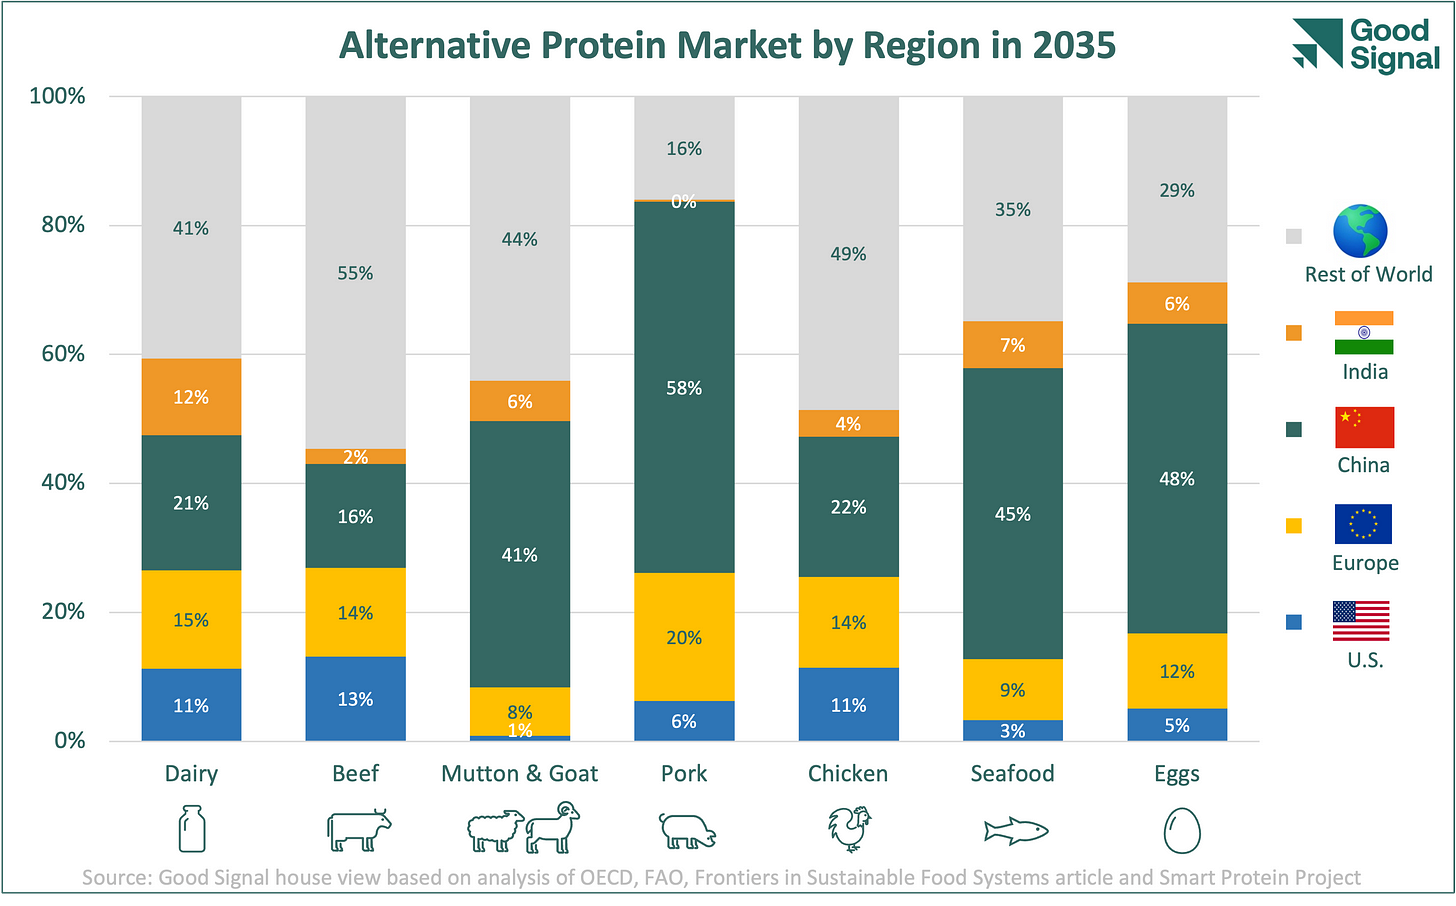 Alternative Protein Market by Region in 2035
Good
Signal
100%
80%
60%
40%
20%
0%
41%
12%
21%
15%
11%
55%
2%
16%
14%
13%
44%
6%
41%
8%
1%
16%
0%
58%
20%
6%
49%
4%
22%
14%
11%
35%
7%
45%
9%
3%
29%
6%
48%
12%
5%
Dairy
Beef
Mutton & Goat
Pork
Chicken
Seafood
Eggs
Rest of World
India
China
Europe
U.S.
Source: Good Signal house view based on analysis of OECD, FAO, Frontiers in Sustainable Food Systems article and Smart Protein Project